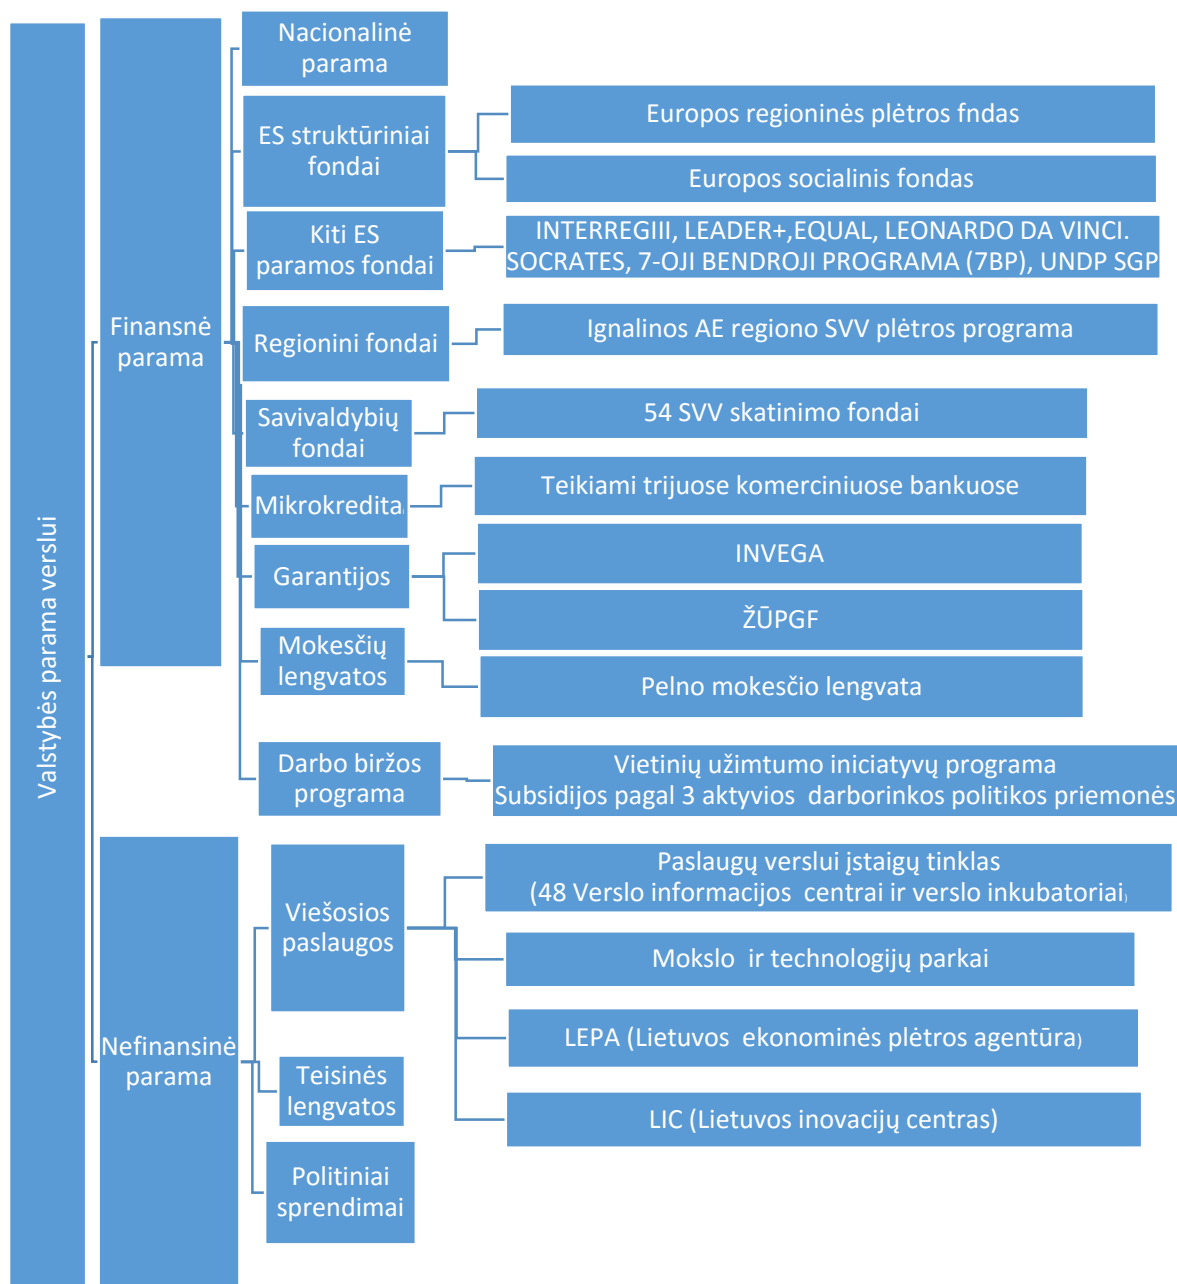 Valstybės parama verslui
Finansnė
parama
Nacionalinė
parama
ES struktūriniai
fondai
Europos regioninės plėtros fndas
Europos socialinis fondas
Kiti ES
paramos fondai
INTERREGIII, LEADER+,EQUAL, LEONARDO DA VINCI.
SOCRATES, 7-OJI BENDROJI PROGRAMA (7BP), UNDP SGP
Regionini fondai
Ignalinos AE regiono SVV plėtros programa
Savivaldybių
fondai
54 SVV skatinimo fondai
Mikrokreditai
Teikiami trijuose komerciniuose bankuose
Garantijos
INVEGA
ŽŪPGF
Mokesčių
lengvatos
Pelno mokesčio lengvata
Darbo biržos
programa
Vietinių užimtumo iniciatyvų programa
Subsidijos pagal 3 aktyvios darborinkos politikos priemonės
Nefinansinė
parama
Viešosios
paslaugos
Paslaugų verslui įstaigų tinklas
(48 Verslo informacijos centrai ir verslo inkubatoriai)
Mokslo ir technologijų parkai
LEPA (Lietuvos ekonominės plėtros agentūra)
LIC (Lietuvos inovacijų centras)
Teisinės
lengvatos
Politiniai
sprendimai